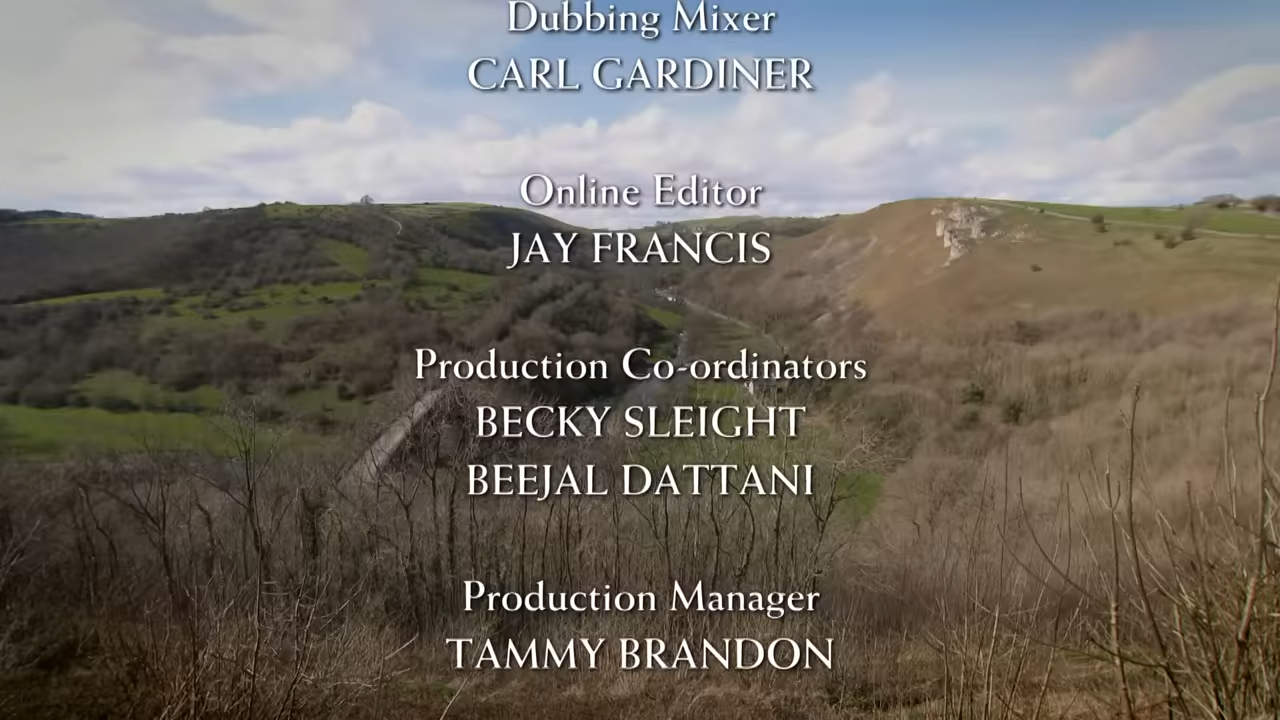 Dubbing Mixer
CARL GARDINER
Online Editor
JAY FRANCIS
Production Co-ordinators
BECKY SLEIGHT
BEEJAL DATTANI
Production Manager
TAMMY BRANDON